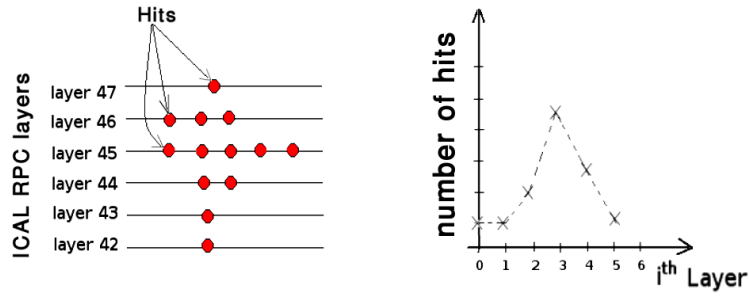 Hits
ICAL RPC layers
layer 47
layer 46
layer 45
layer 44
layer 43
layer 42
number of hits
0 1 2 3 4 5 6
i^th Layer